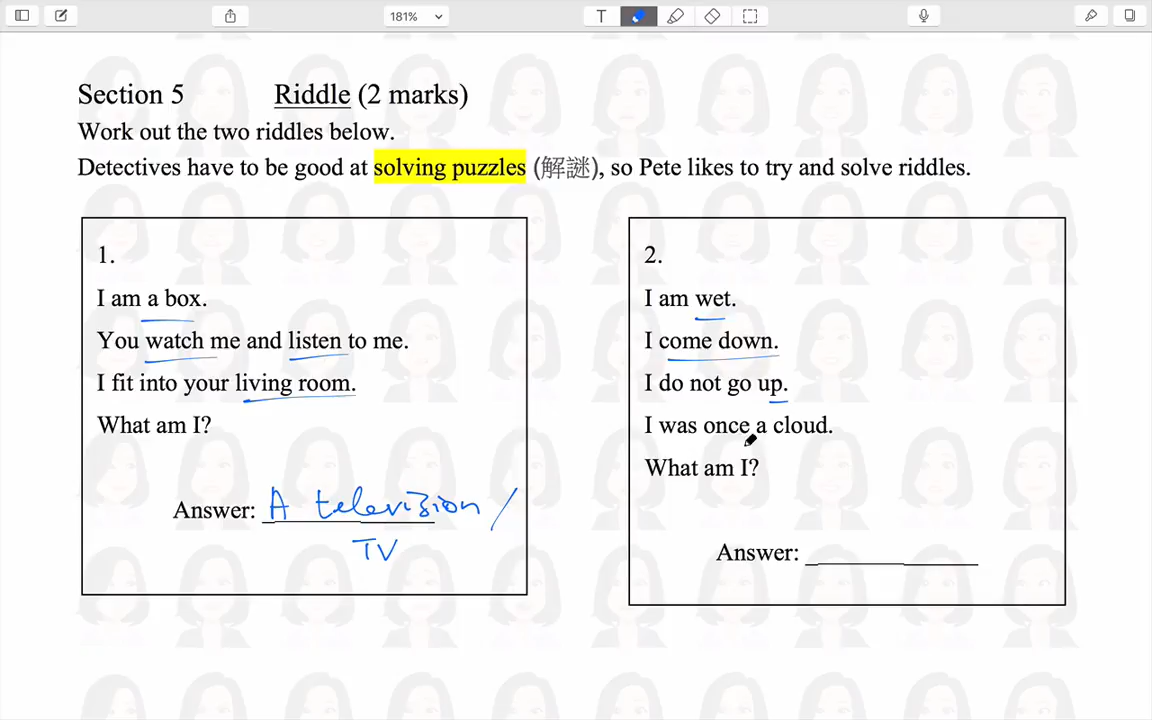 181%
T
Section 5 Riddle (2 marks)
Work out the two riddles below.
Detectives have to be good at solving puzzles (解謎), so Pete likes to try and solve riddles.
1.
I am a box.
You watch me and listen to me.
I fit into your living room.
What am I?
Answer: A television /
TV
2.
I am wet.
I come down.
I do not go up.
I was once a cloud.
What am I?
Answer: